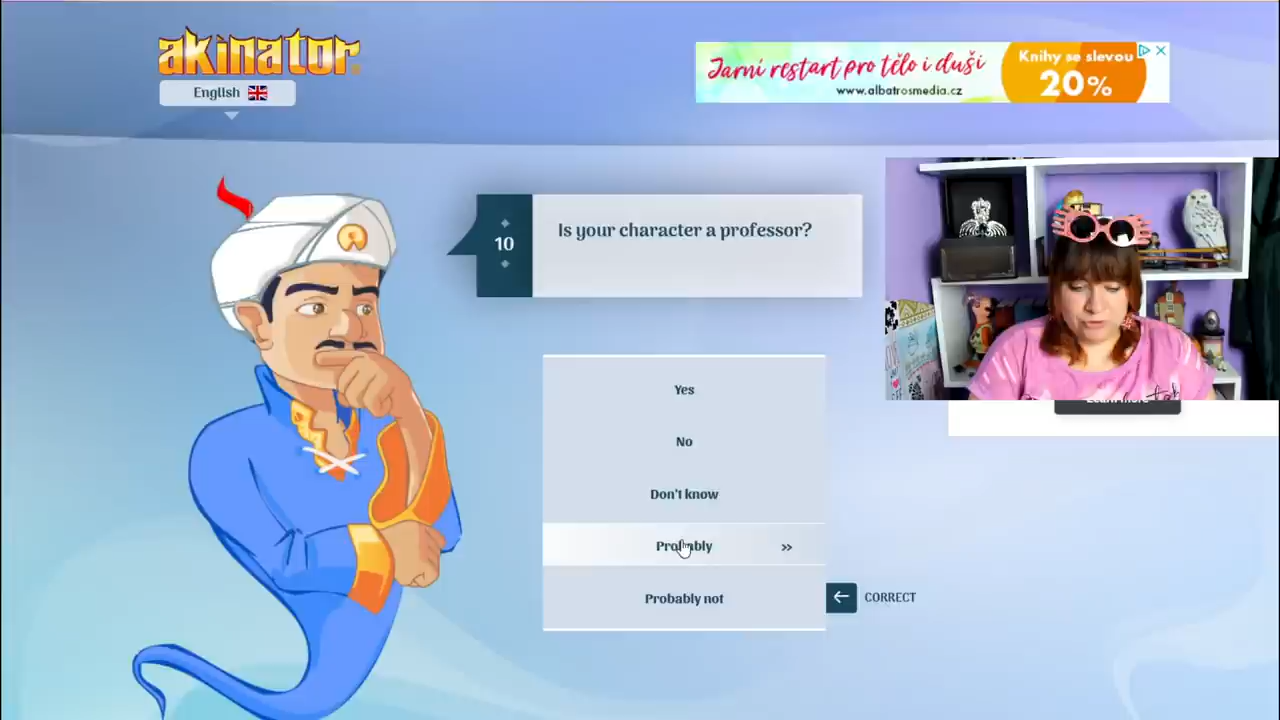 akinator
English
Jarní restart pro tělo i duši
www.albatrosmedia.cz
Knihy se slevou
20%
10
Is your character a professor?
Yes
No
Don't know
Probably
Probably not
CORRECT